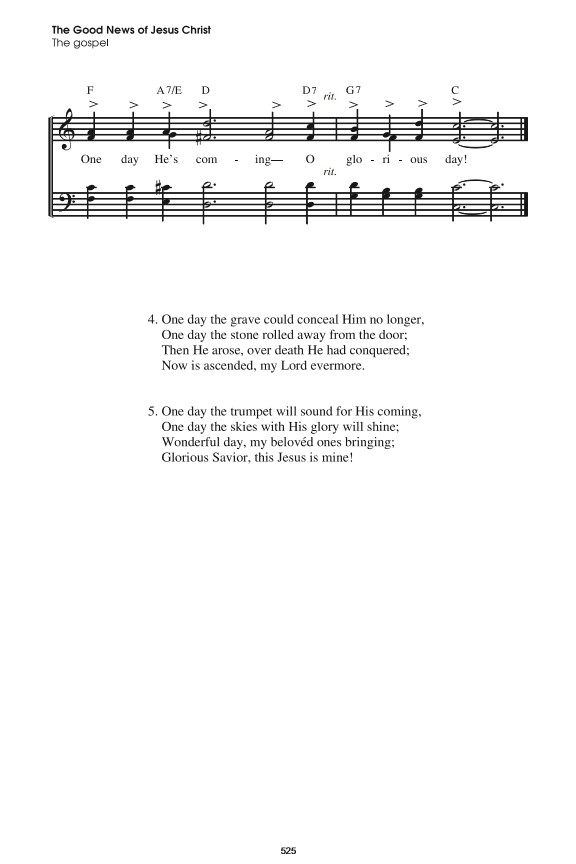 The Good News of Jesus Christ
The gospel
F A7/E D D7 rit. G7 C
One day He's com - ing— O glo - ri - ous day!
rit.
4. One day the grave could conceal Him no longer,
One day the stone rolled away from the door;
Then He arose, over death He had conquered;
Now is ascended, my Lord evermore.
5. One day the trumpet will sound for His coming,
One day the skies with His glory will shine;
Wonderful day, my belovéd ones bringing;
Glorious Savior, this Jesus is mine!
525